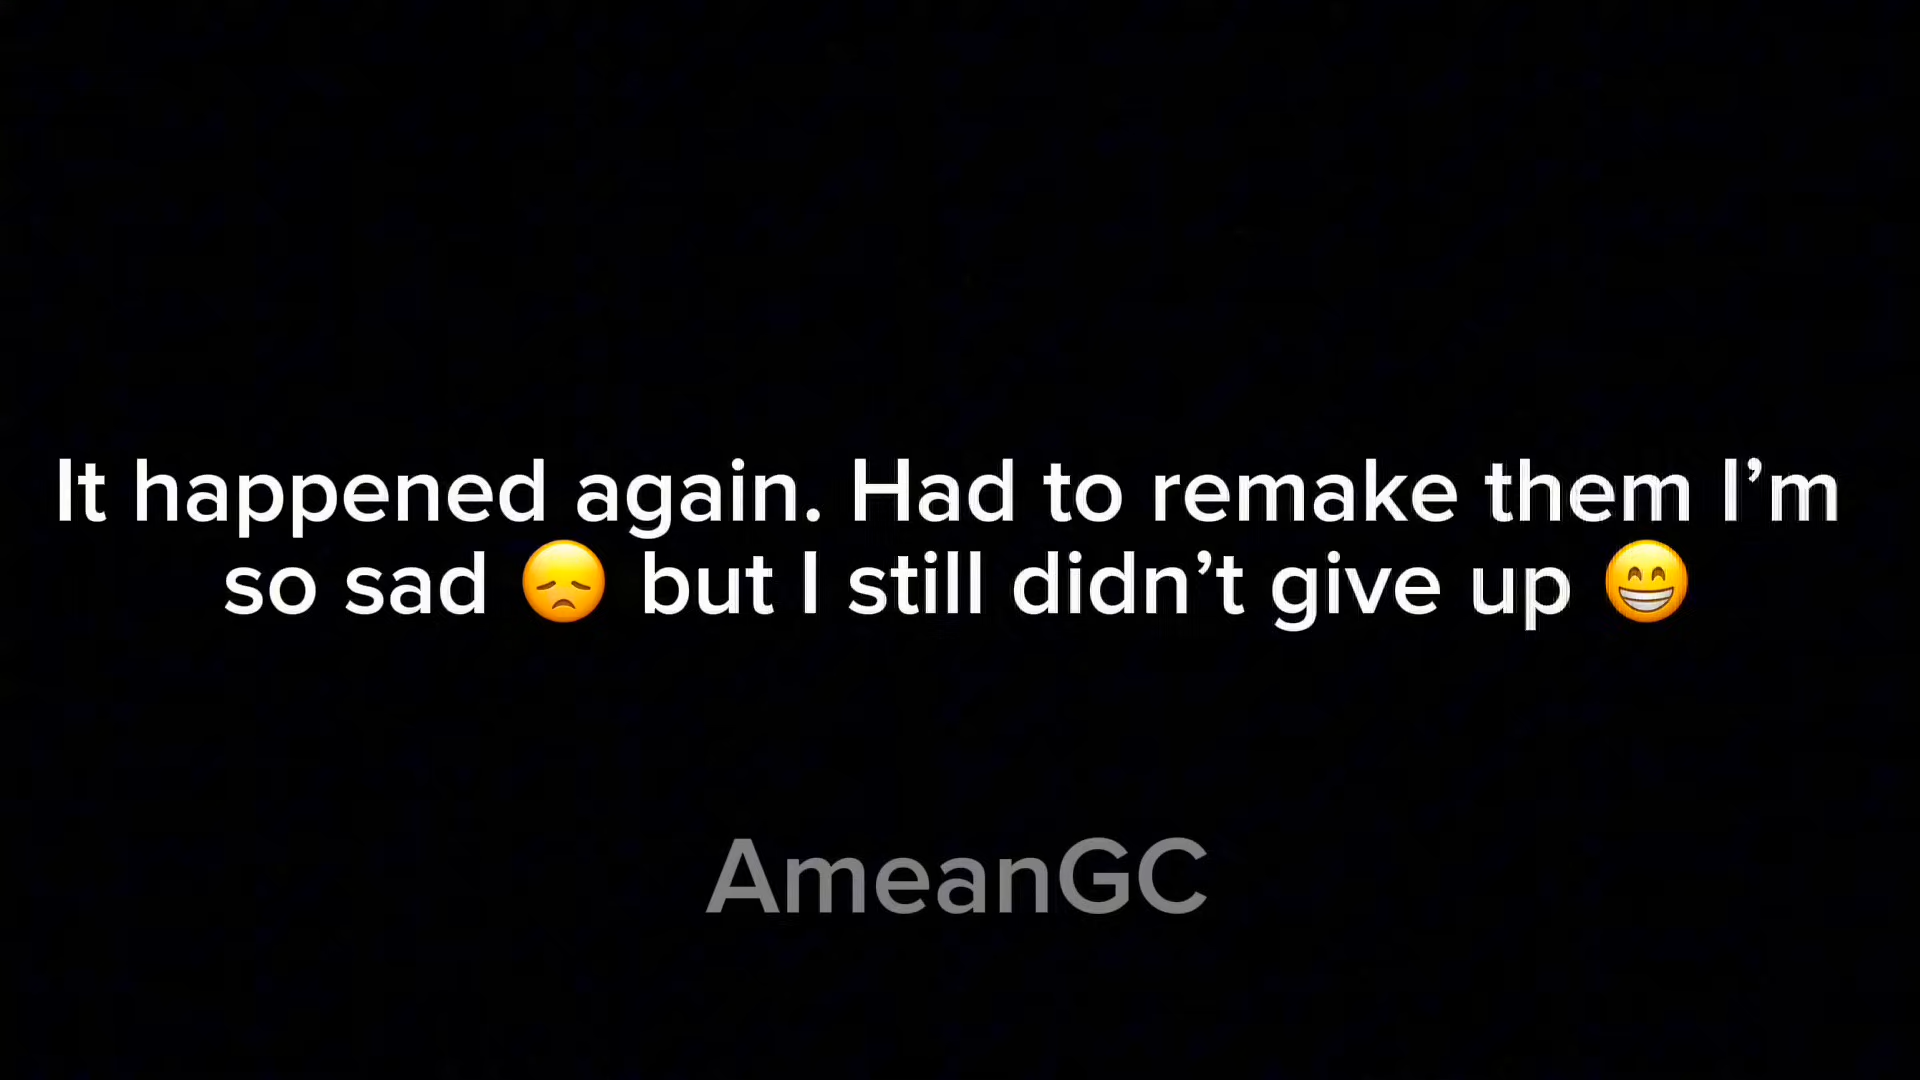 It happened again. Had to remake them I’m
so sad 😞 but I still didn’t give up 😁
AmeanGC